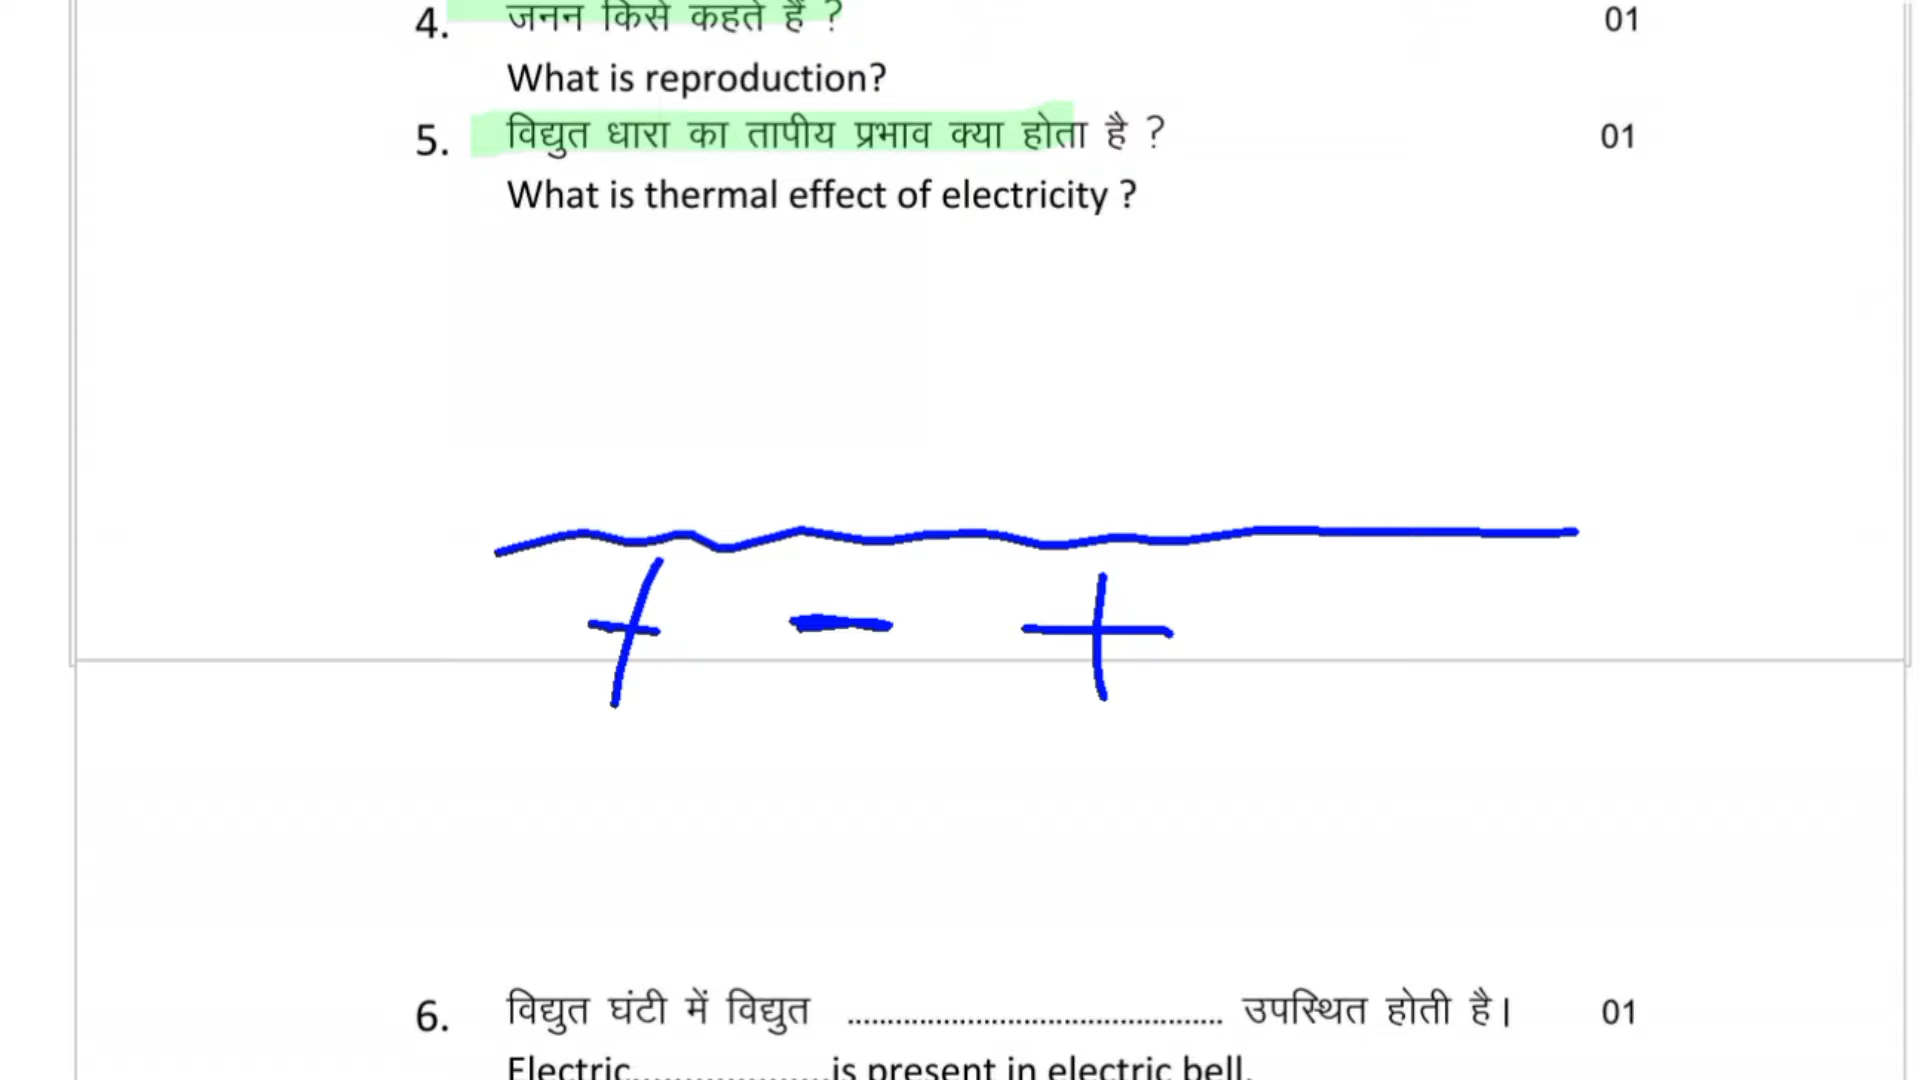 4. जनन किसे कहते हैं ? 01
What is reproduction?
5. विद्युत धारा का तापीय प्रभाव क्या होता है ? 01
What is thermal effect of electricity ?
+ - +
6. विद्युत घंटी में विद्युत ............................................... उपस्थित होती है। 01
Electric.....................is present in electric bell.